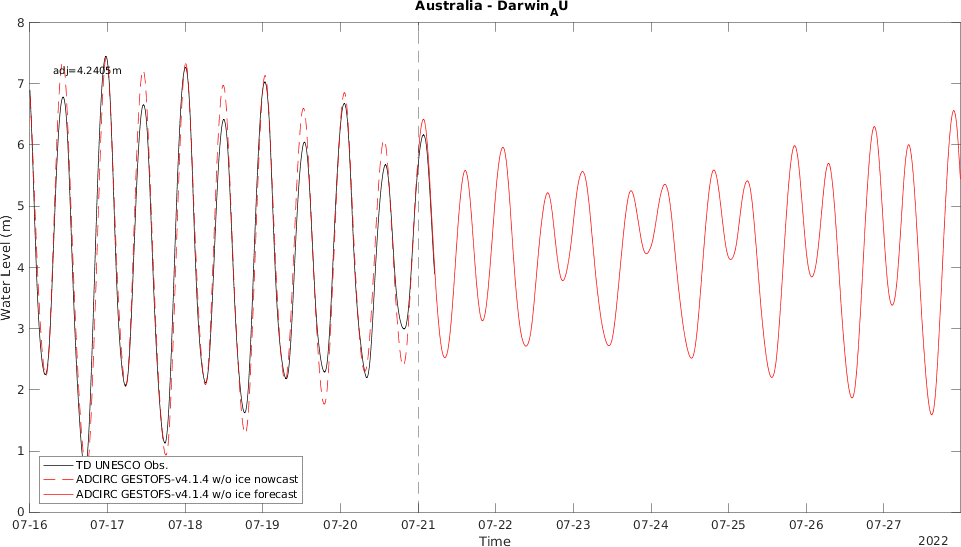 Australia - Darwin_AU
8
7
6
5
4
3
2
1
0
Water Level (m)
adj=4.2405m
TD UNESCO Obs.
ADCIRC GESTOFS-v4.1.4 w/o ice nowcast
ADCIRC GESTOFS-v4.1.4 w/o ice forecast
07-16 07-17 07-18 07-19 07-20 07-21 07-22 07-23 07-24 07-25 07-26 07-27
Time
2022